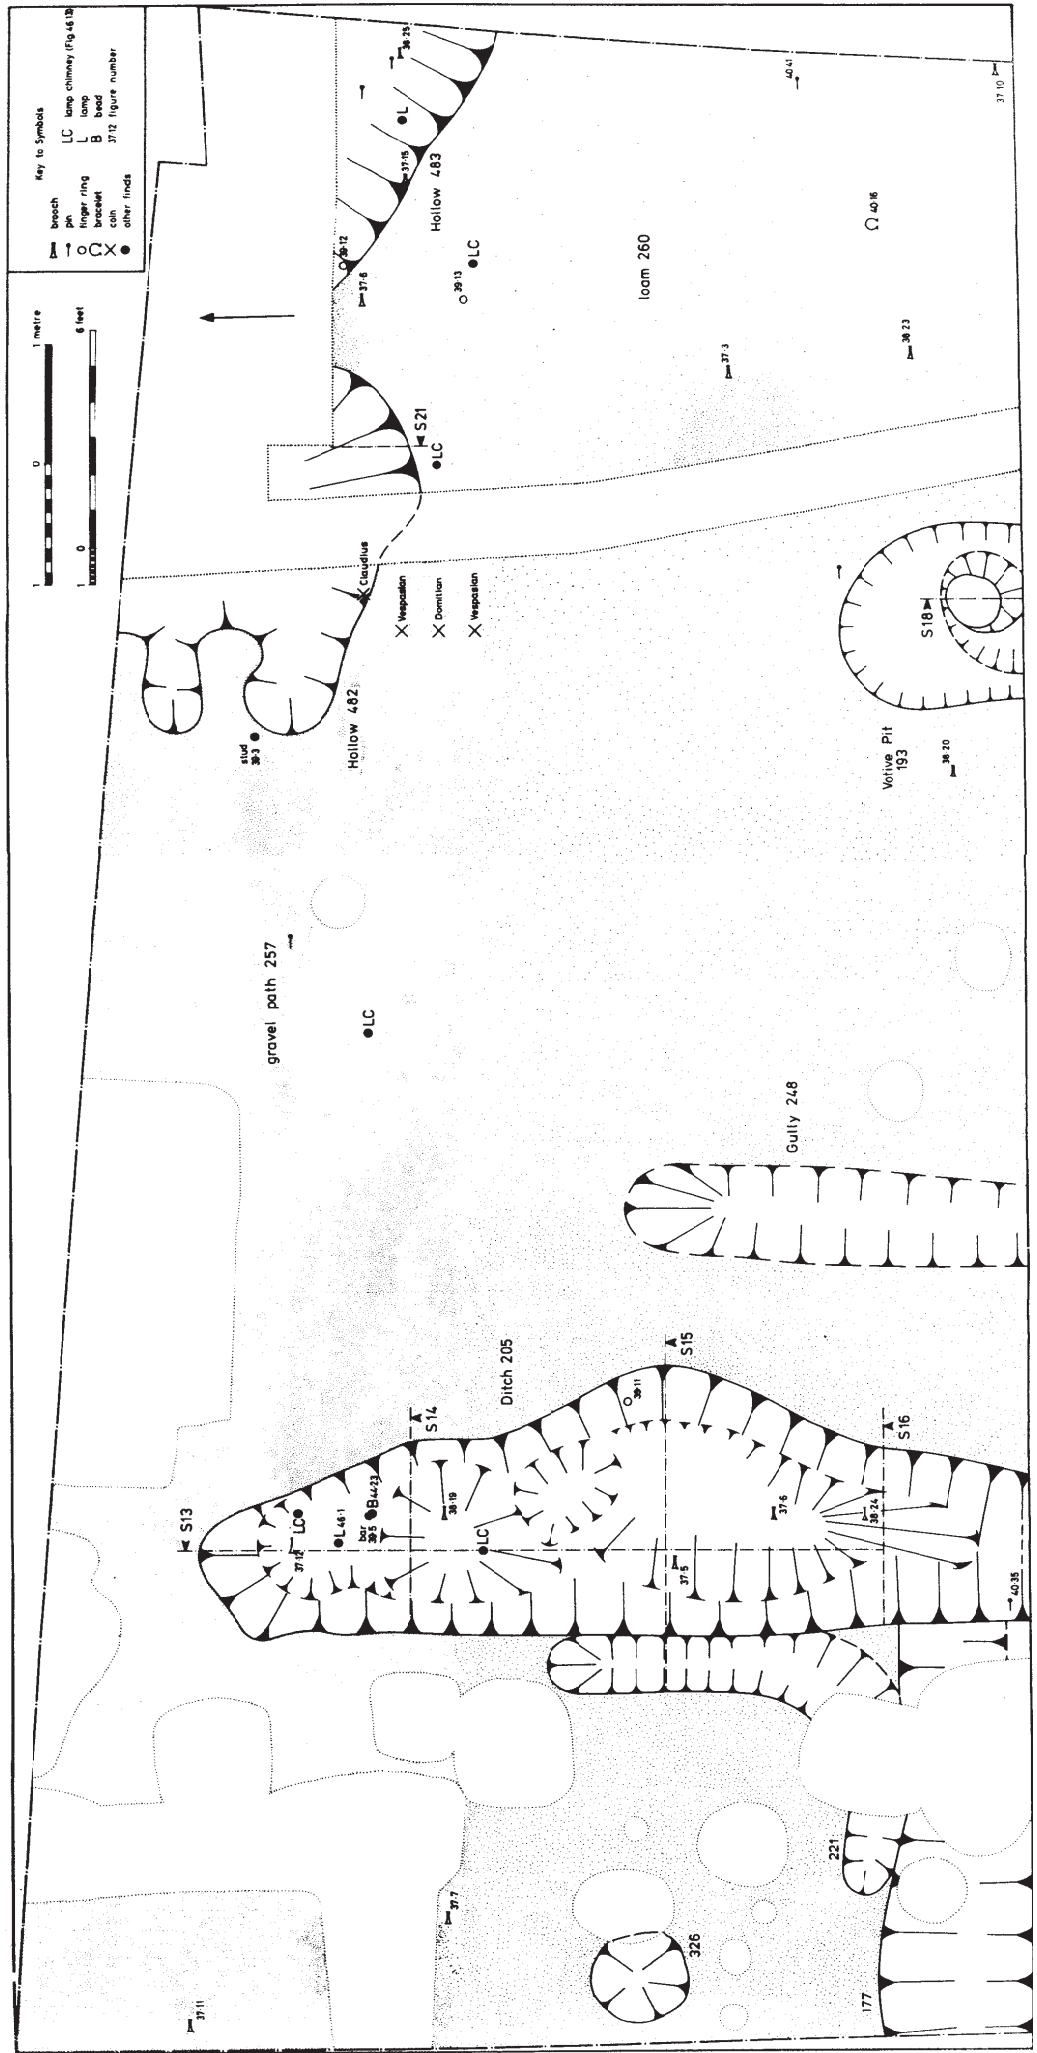 Key to Symbols
brooch
pin
finger ring
bracelet
coin
other finds
LC lamp chimney (Fig.46.13)
L lamp
B bead
37.12 figure number
1 0 1 metre
1 0 6 feet
38·25
L
37·15
Hollow 483
39·12
37·6
39·13
LC
40·41
37·10
40·16
loam 260
37·3
38·23
S21
LC
Claudius
Vespasian
Domitian
Vespasian
Hollow 482
stud
39·3
S18
Votive Pit
193
38·20
gravel path 257
LC
Gully 248
Ditch 205
S13
S14
S15
S16
LC
37·12
L 46·1
bar
39·5
B 44·23
38·19
LC
39·11
37·5
37·6
38·24
40·35
37·7
37·11
326
221
177